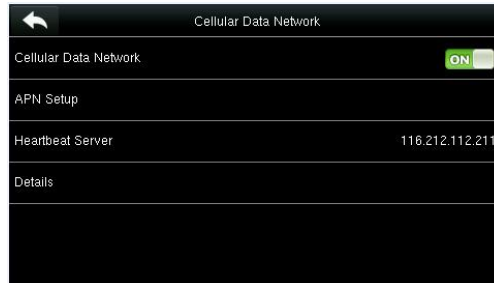 Cellular Data Network
Cellular Data Network ON
APN Setup
Heartbeat Server 116.212.112.211
Details